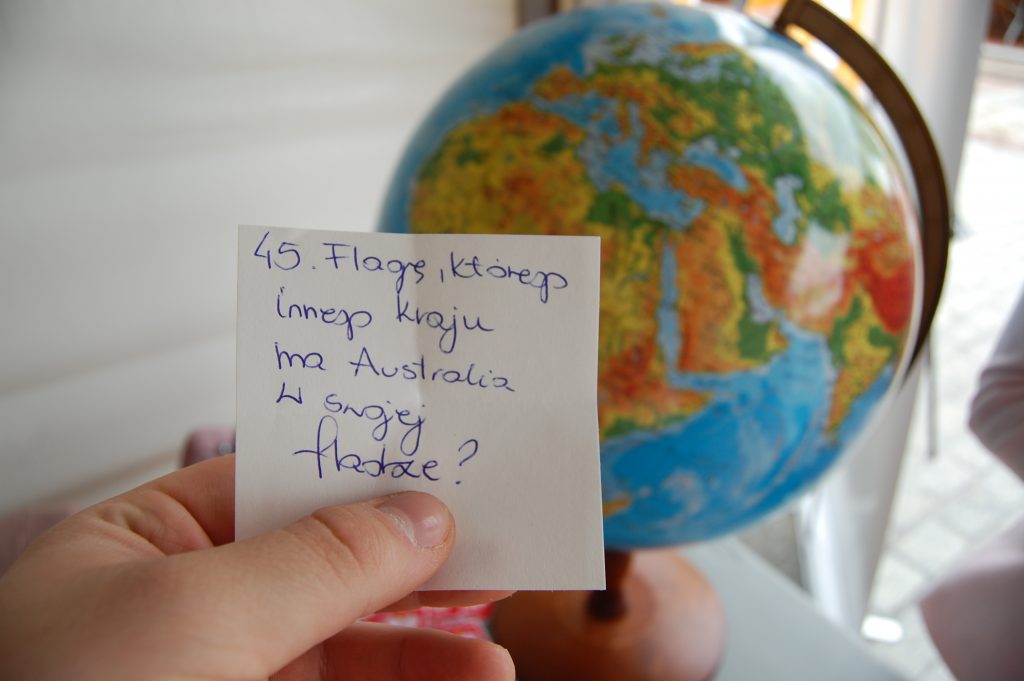 45. Flagę, którego
innego kraju
ma Australia
w swojej
fladze?